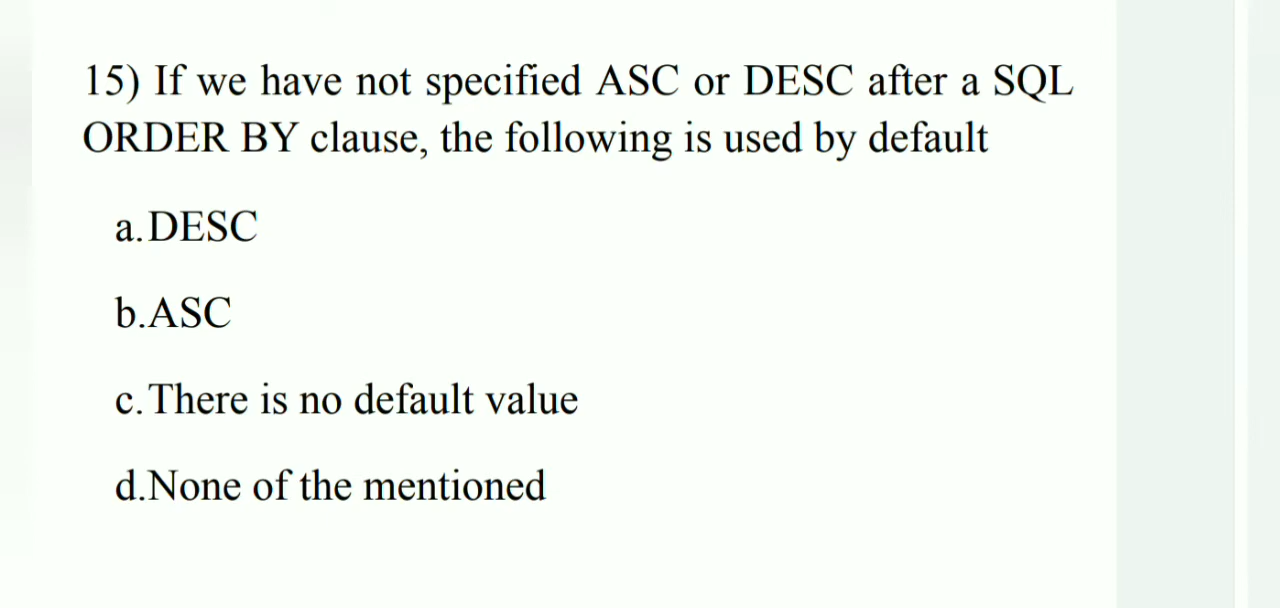 15) If we have not specified ASC or DESC after a SQL
ORDER BY clause, the following is used by default
a. DESC
b.ASC
c. There is no default value
d.None of the mentioned